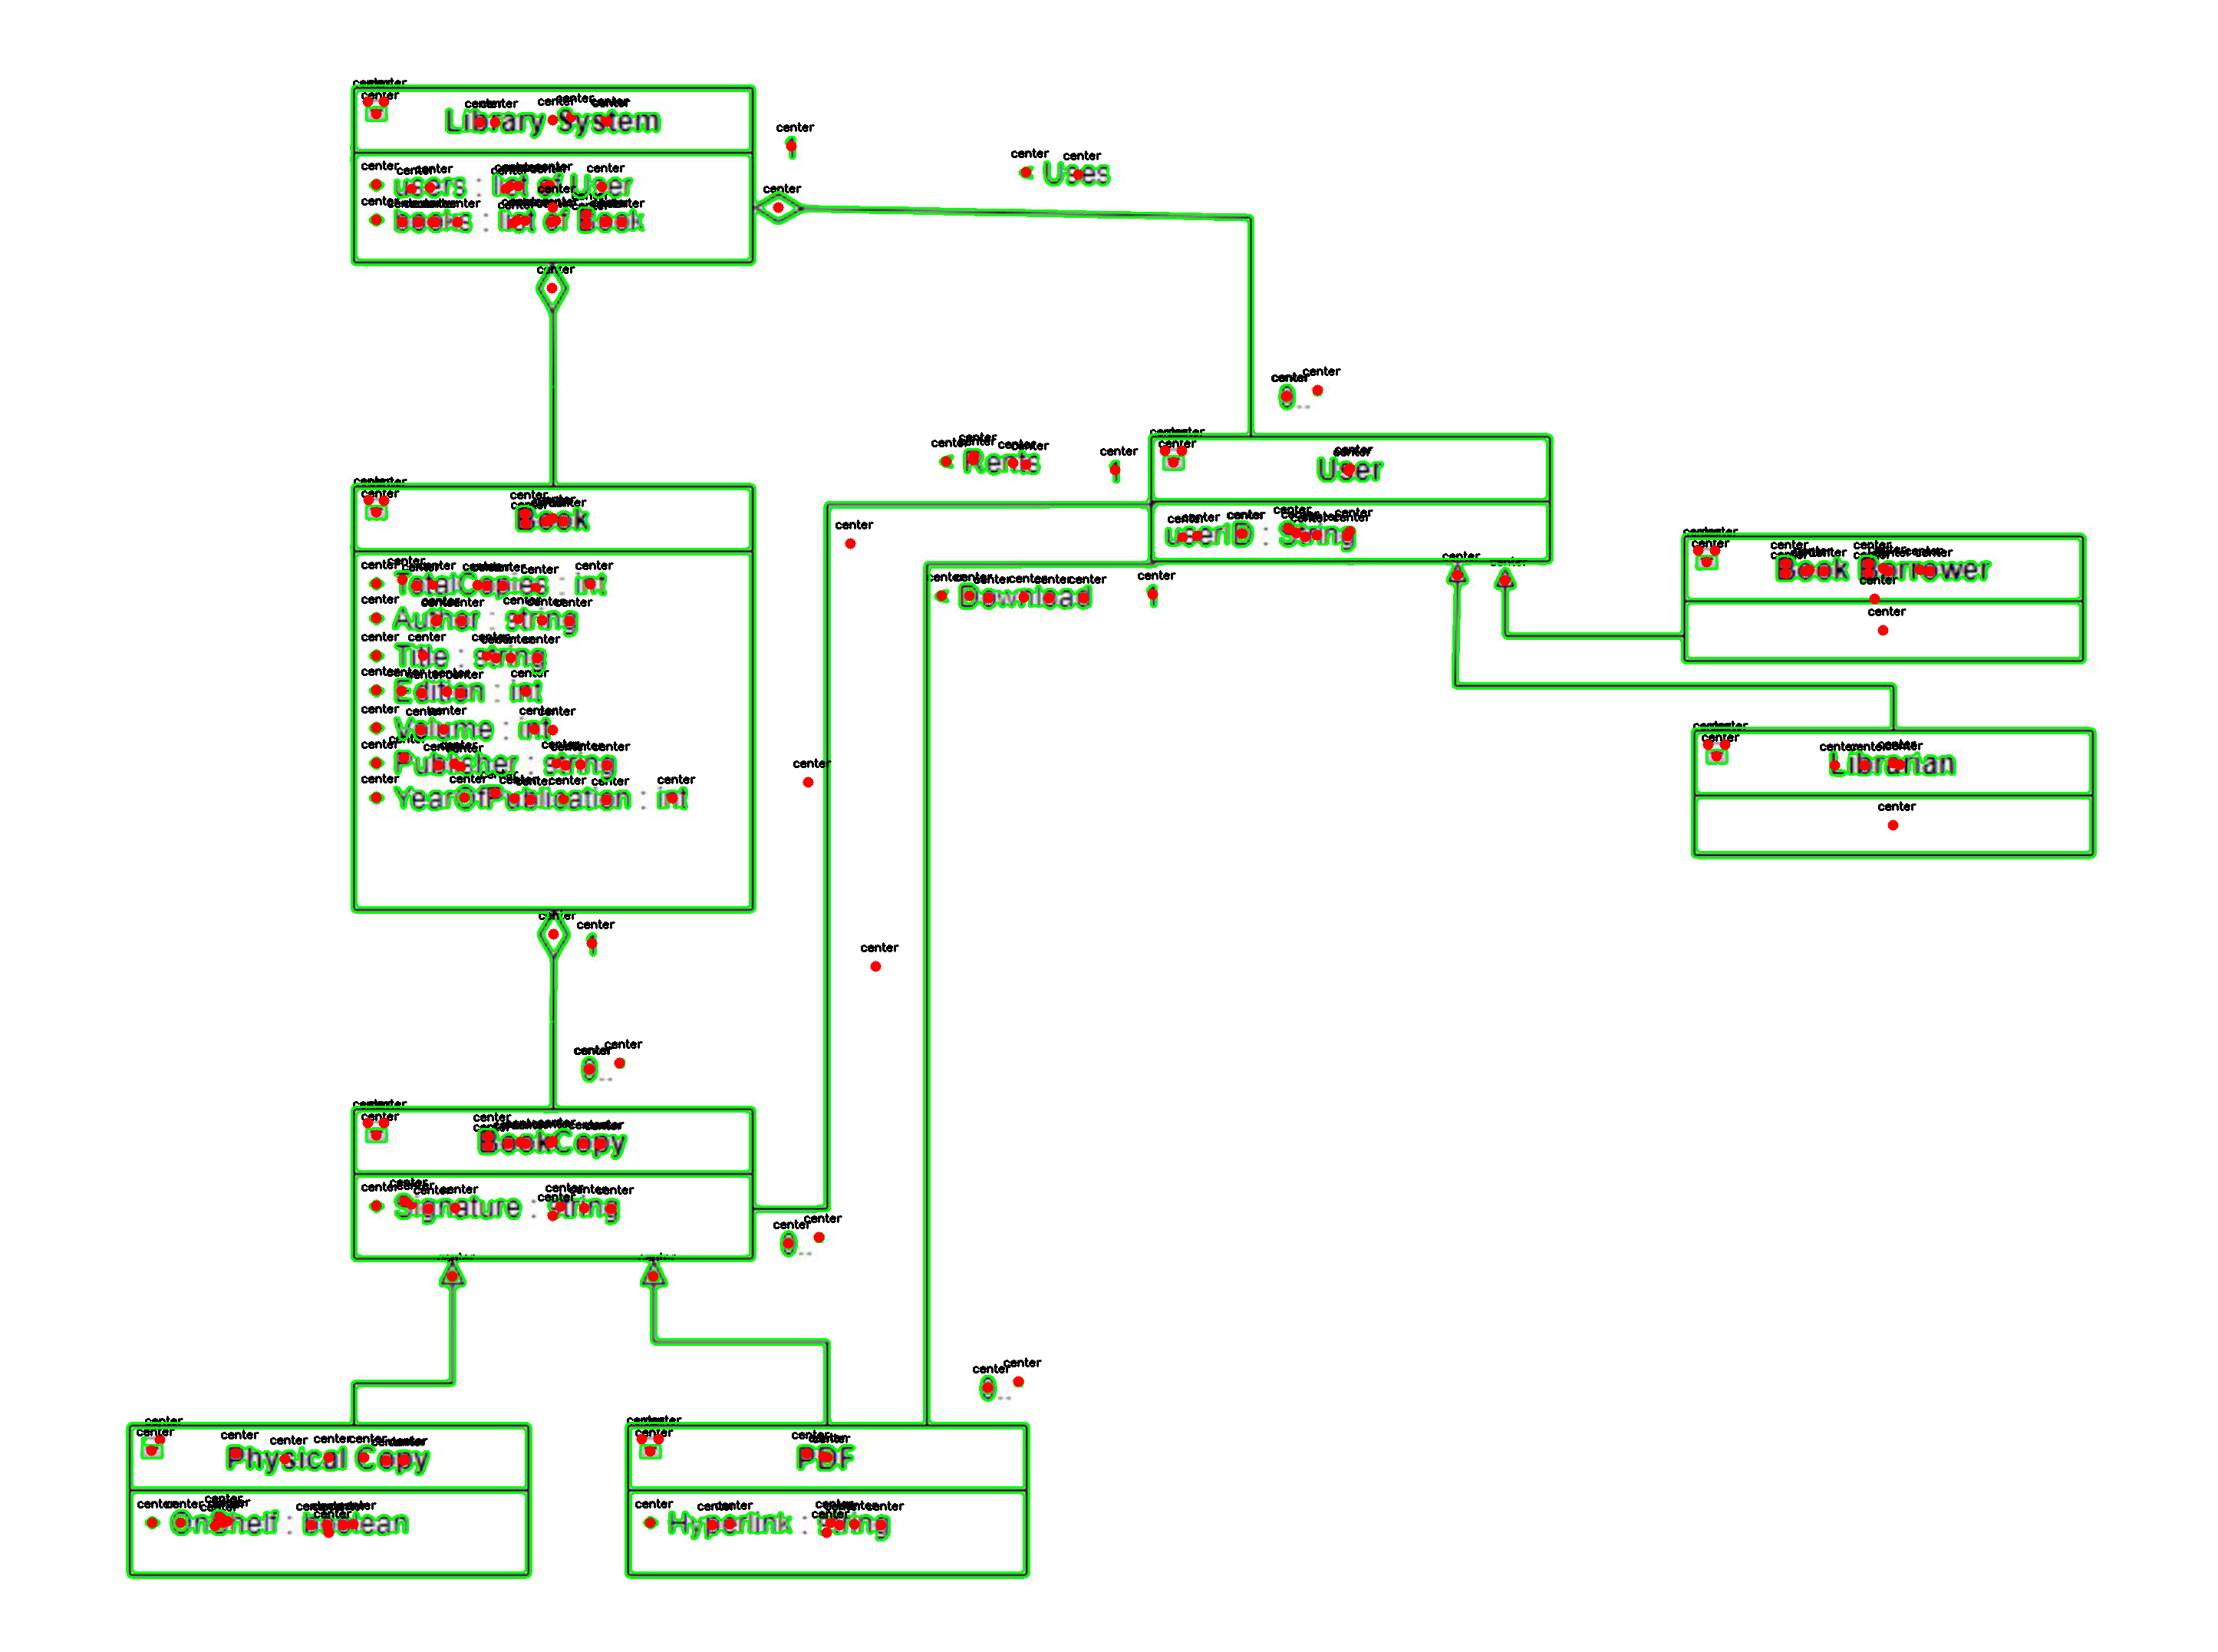 Library System
users : list of User
books : list of Book
1
◂ Uses
0..*
User
userID : String
◂ Rents
1
◂ Download
1
Book
TotalCopies : int
Author : string
Title : string
Edition : int
Volume : int
Publisher : string
YearOfPublication : int
Book Barrower
Librarian
1
0..*
BookCopy
Signature : string
0..*
0..*
Physical Copy
OnShelf : boolean
PDF
Hyperlink : string
center